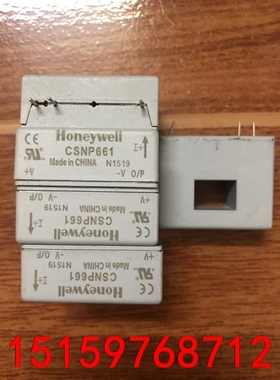 Honeywell
I+
CSNP661
Made in CHINA N1519
+A
-V O/P
Honeywell
CSNP661
Made in CHINA
N1519
+V
-V O/P
I+
Honeywell
CSNP661
Made in CHINA
N1519
+V
-V O/P
I+
15159768712